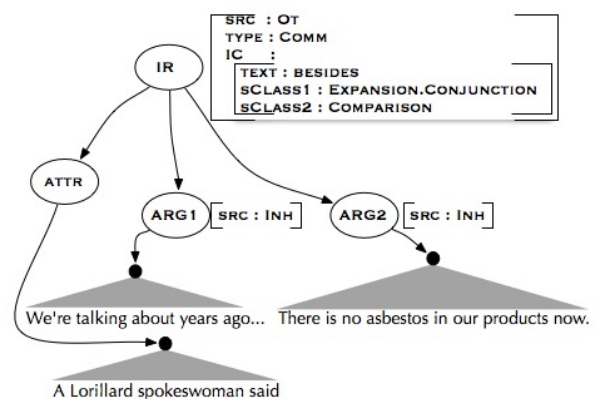 SRC : OT
TYPE : COMM
IC :
TEXT : BESIDES
SCLASS1 : EXPANSION.CONJUNCTION
SCLASS2 : COMPARISON
IR
ATTR
ARG1 SRC : INH
ARG2 SRC : INH
We're talking about years ago...
There is no asbestos in our products now.
A Lorillard spokeswoman said